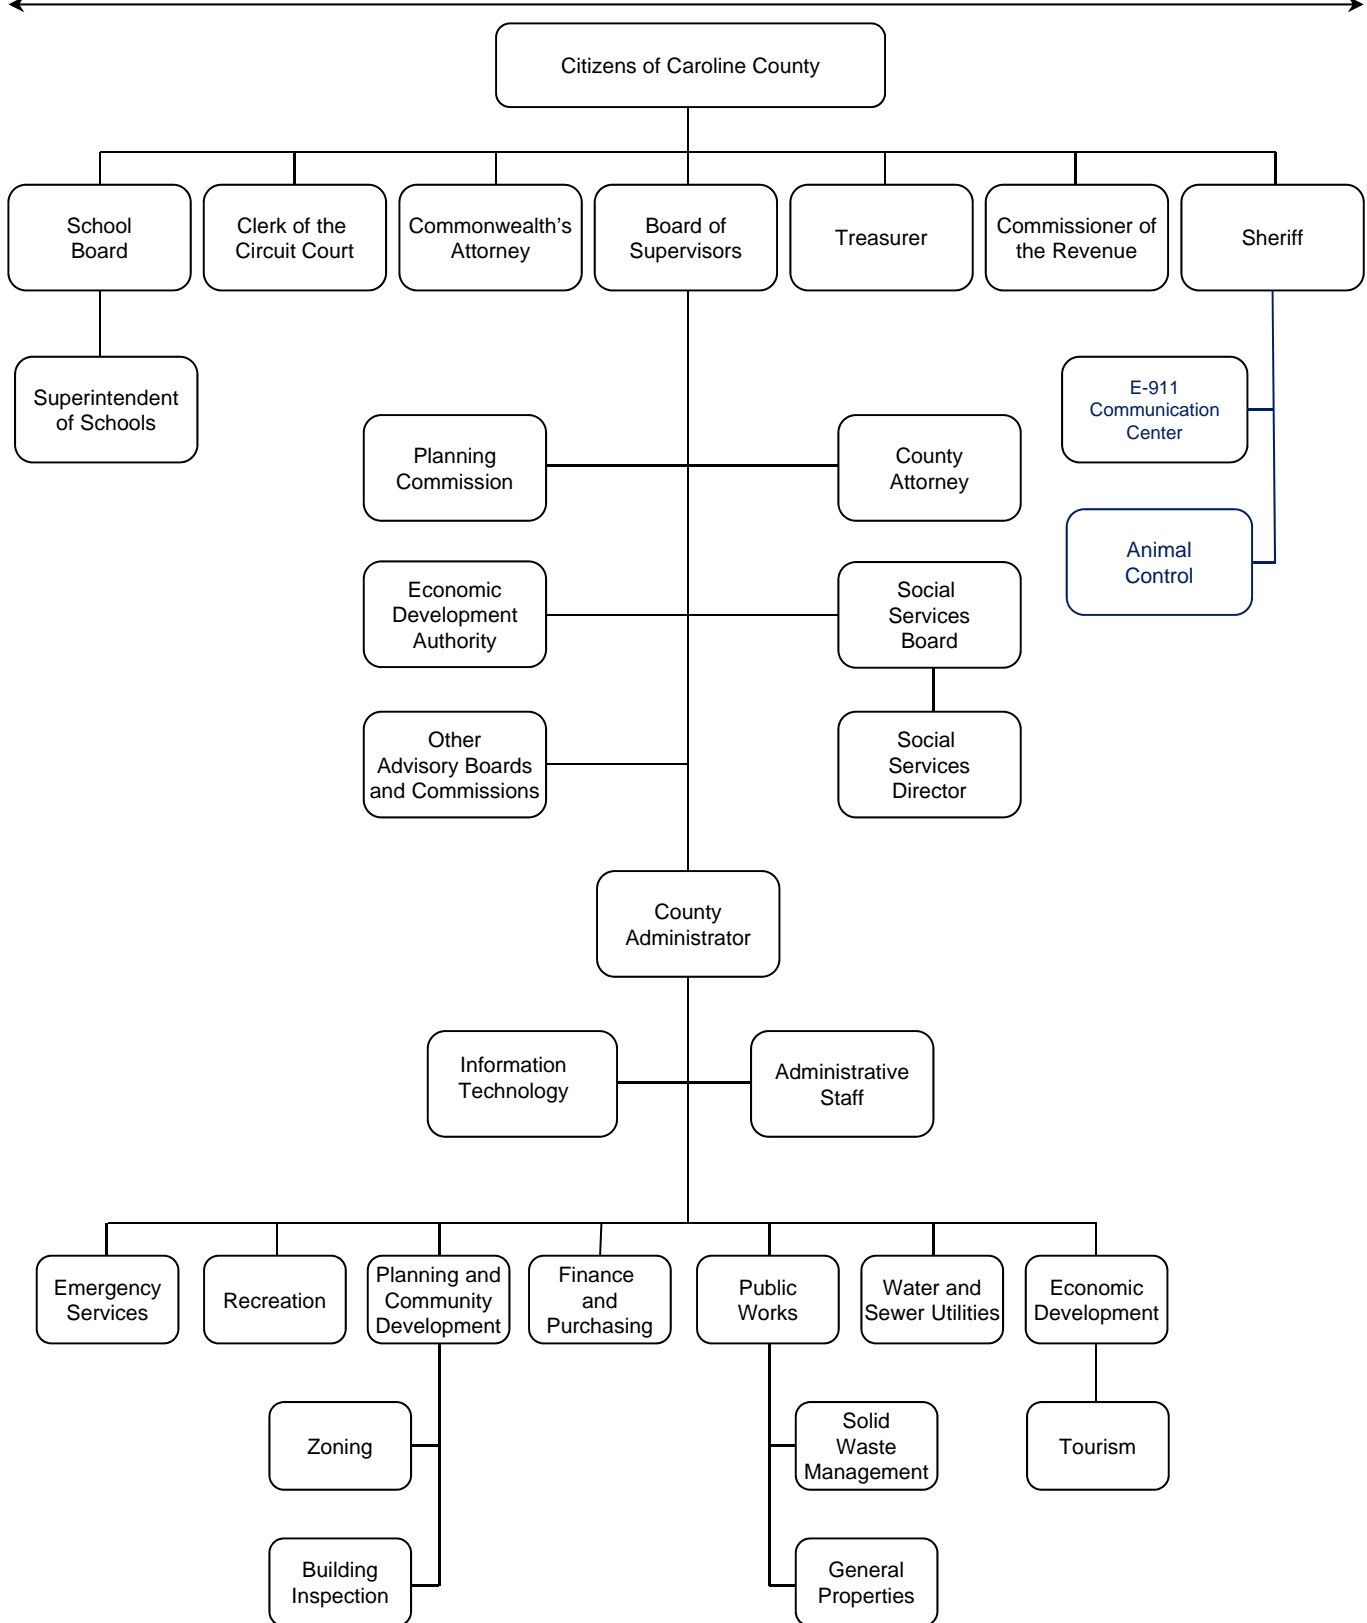 Citizens of Caroline County
School
Board
Clerk of the
Circuit Court
Commonwealth’s
Attorney
Board of
Supervisors
Treasurer
Commissioner of
the Revenue
Sheriff
Superintendent
of Schools
E-911
Communication
Center
Planning
Commission
County
Attorney
Animal
Control
Economic
Development
Authority
Social
Services
Board
Other
Advisory Boards
and Commissions
Social
Services
Director
County
Administrator
Information
Technology
Administrative
Staff
Emergency
Services
Recreation
Planning and
Community
Development
Finance
and
Purchasing
Public
Works
Water and
Sewer Utilities
Economic
Development
Zoning
Solid
Waste
Management
Tourism
Building
Inspection
General
Properties